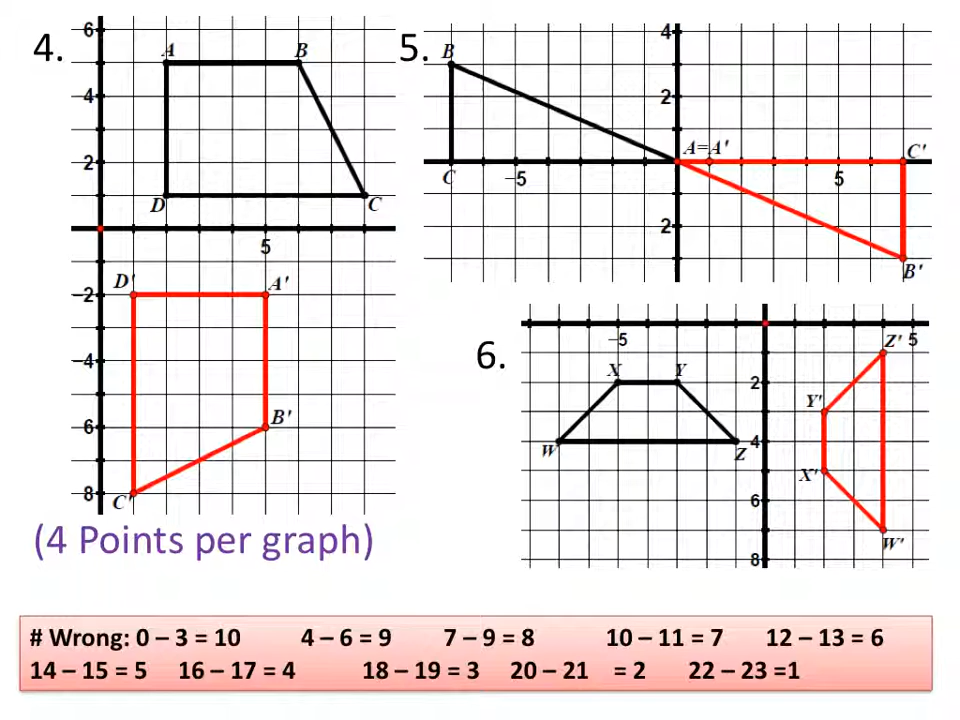 4.
6
A
B
4
2
D
C
5
D'
A'
−2
−4
B'
6
8
C'
5.
4
B
2
A=A'
C'
C
−5
5
2
B'
6.
−5
Z' 5
X
Y
2
Y'
W
4
Z
X'
6
W'
8
(4 Points per graph)
# Wrong: 0 – 3 = 10 4 – 6 = 9 7 – 9 = 8 10 – 11 = 7 12 – 13 = 6
14 – 15 = 5 16 – 17 = 4 18 – 19 = 3 20 – 21 = 2 22 – 23 =1